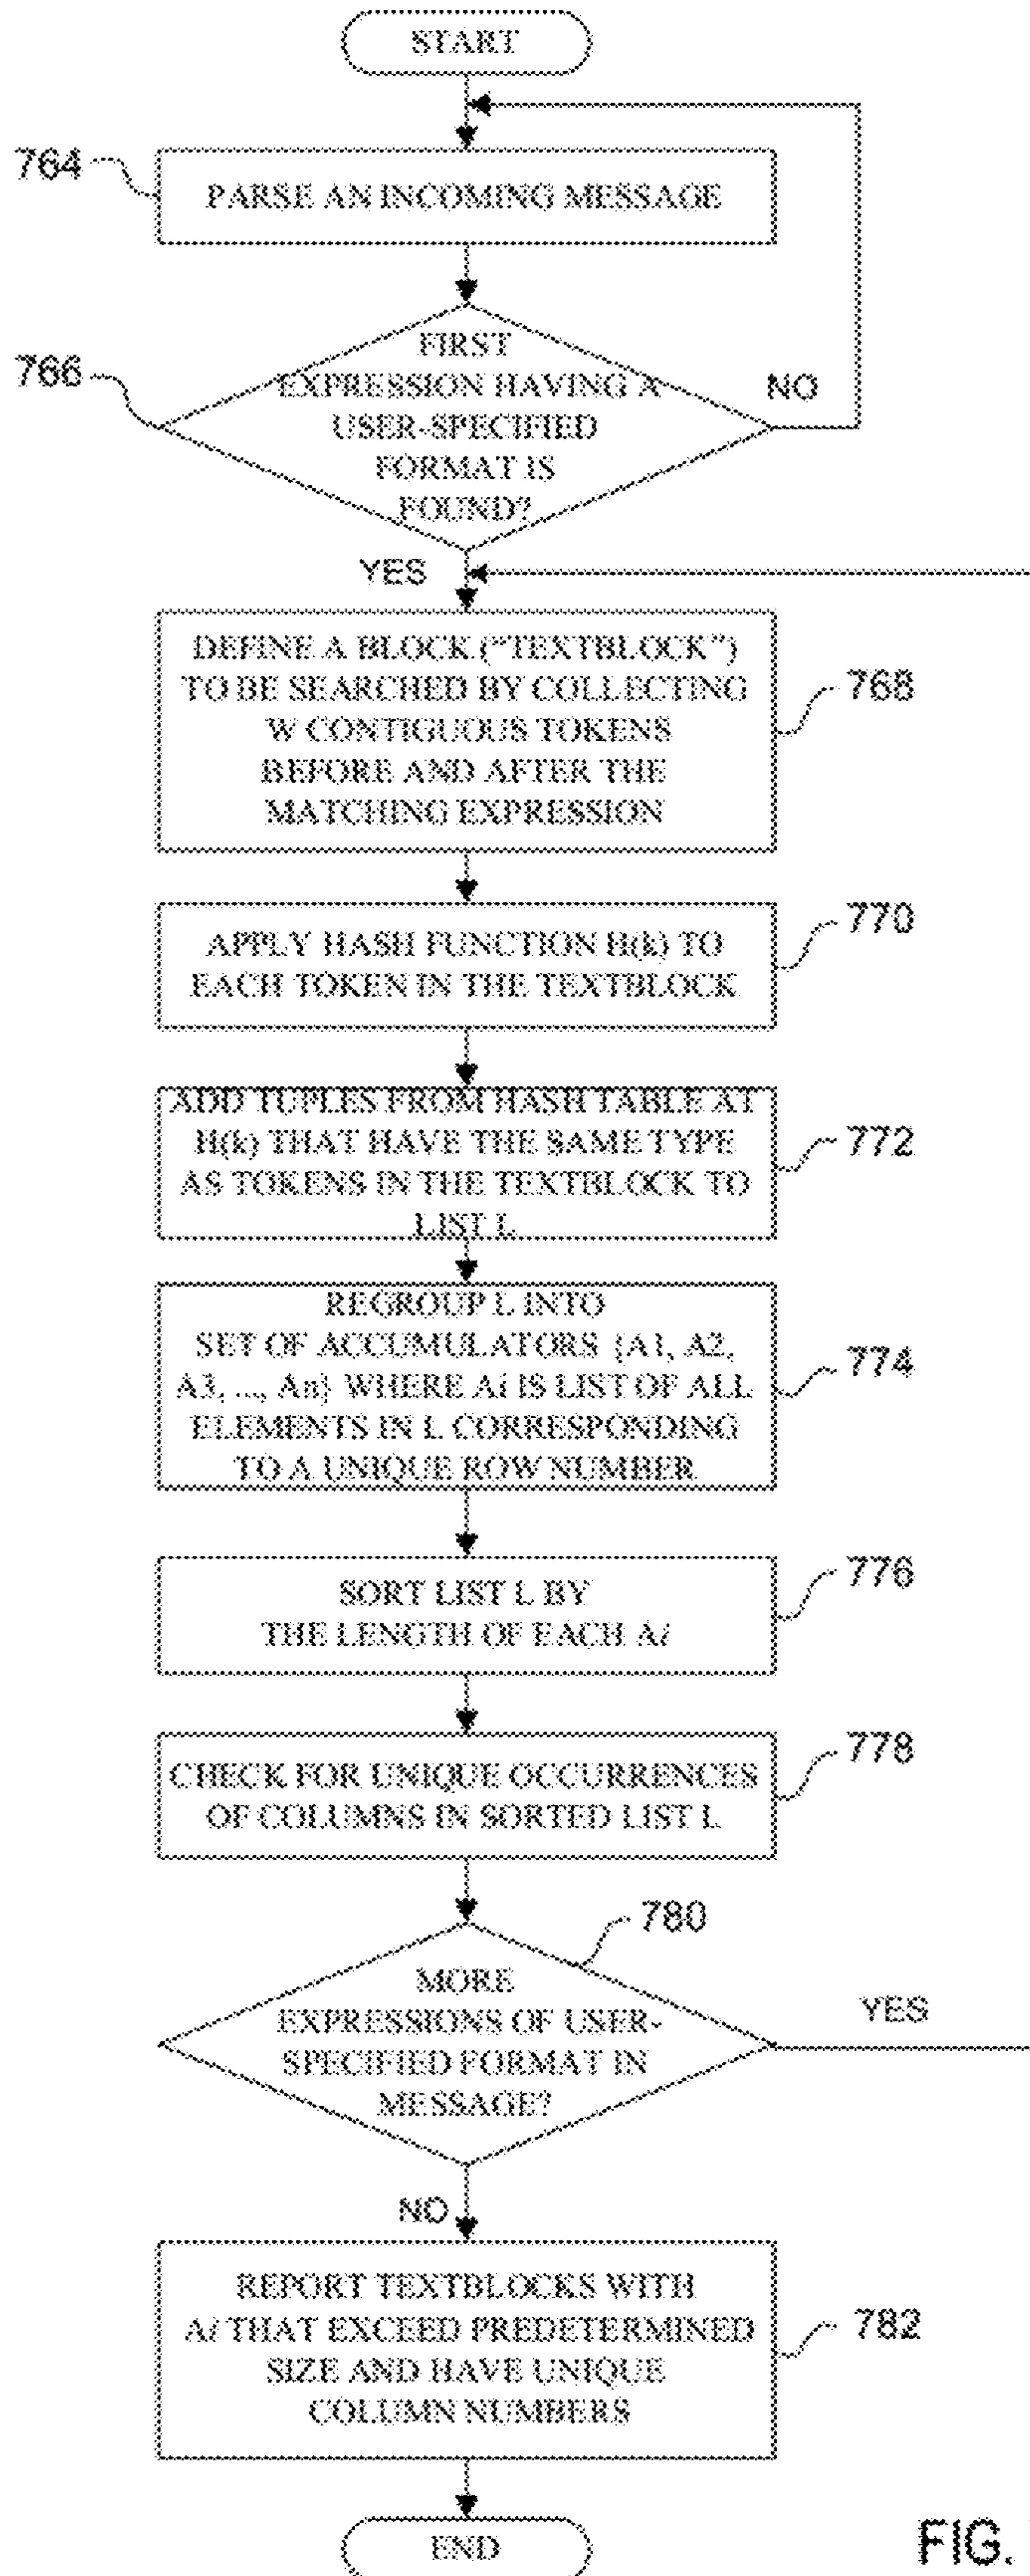 START
764
PARSE AN INCOMING MESSAGE
766
FIRST
EXPRESSION HAVING A
USER-SPECIFIED
FORMAT IS
FOUND?
NO
YES
DEFINE A BLOCK ("TEXTBLOCK")
TO BE SEARCHED BY COLLECTING
W CONTIGUOUS TOKENS
BEFORE AND AFTER THE
MATCHING EXPRESSION
768
APPLY HASH FUNCTION H(k) TO
EACH TOKEN IN THE TEXTBLOCK
770
ADD TUPLES FROM HASH TABLE AT
H(k) THAT HAVE THE SAME TYPE
AS TOKENS IN THE TEXTBLOCK TO
LIST L
772
REGROUP L INTO
SET OF ACCUMULATORS {A1, A2,
A3, ..., An} WHERE Ai IS LIST OF ALL
ELEMENTS IN L CORRESPONDING
TO A UNIQUE ROW NUMBER
774
SORT LIST L BY
THE LENGTH OF EACH Ai
776
CHECK FOR UNIQUE OCCURRENCES
OF COLUMNS IN SORTED LIST L
778
780
MORE
EXPRESSIONS OF USER-
SPECIFIED FORMAT IN
MESSAGE?
YES
NO
REPORT TEXTBLOCKS WITH
Ai THAT EXCEED PREDETERMINED
SIZE AND HAVE UNIQUE
COLUMN NUMBERS
782
END
FIG.